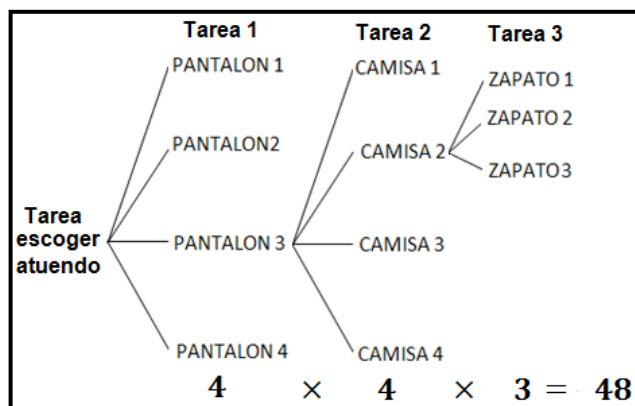 Tarea 1
Tarea 2
Tarea 3
PANTALON 1
CAMISA 1
ZAPATO 1
ZAPATO 2
PANTALON2
CAMISA 2
ZAPATO3
Tarea
escoger
atuendo
PANTALON 3
CAMISA 3
PANTALON 4
CAMISA 4
4 × 4 × 3 = 48